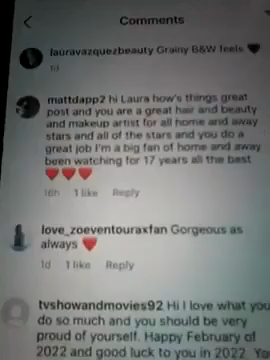 Comments
lauravazquezbeauty Grainy B&W feels 🖤
1d
mattdapp2 hi Laura how's things great
post and you are a great hair and beauty
and makeup artist for all home and away
stars and all of the stars and you do a
great job I'm a big fan of home and away
been watching for 17 years all the best
❤️❤️❤️
16h 1 like Reply
love_zoeventouraxfan Gorgeous as
always ❤️
1d 1 like Reply
tvshowandmovies92 Hi I love what you
do so much and you should be very
proud of yourself. Happy February of
2022 and good luck to you in 2022. You